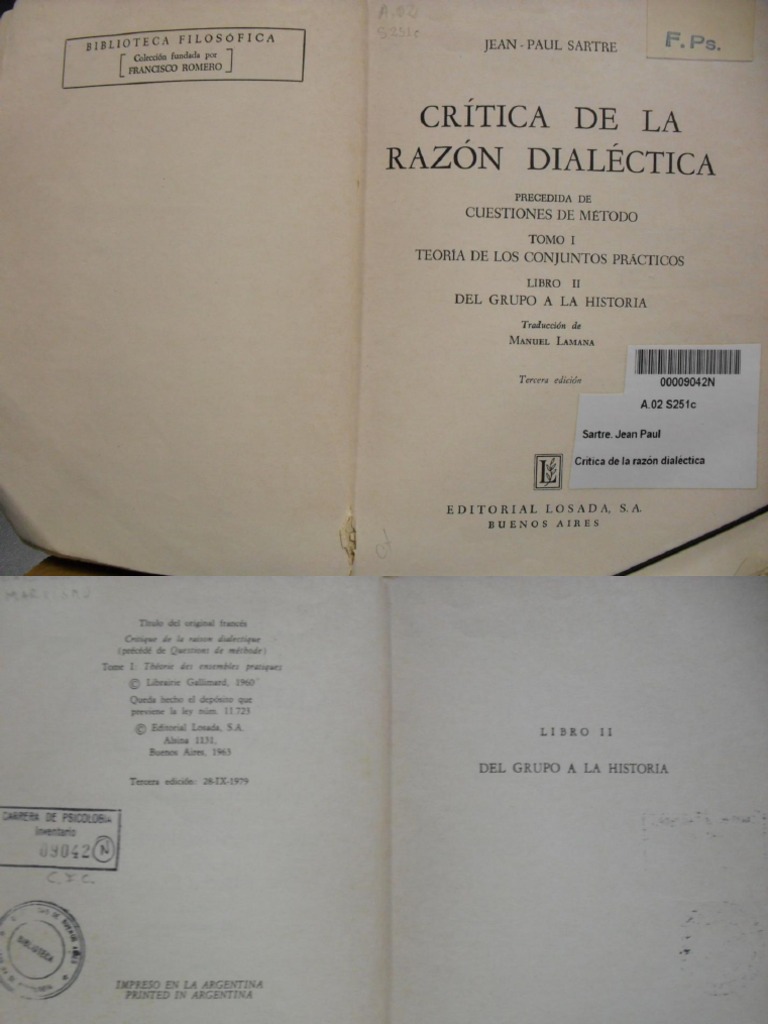 BIBLIOTECA FILOSÓFICA
Colección fundada por
FRANCISCO ROMERO
A.02
S251c
JEAN-PAUL SARTRE
F. Ps.
CRÍTICA DE LA
RAZÓN DIALÉCTICA
PRECEDIDA DE
CUESTIONES DE MÉTODO
TOMO I
TEORÍA DE LOS CONJUNTOS PRÁCTICOS
LIBRO II
DEL GRUPO A LA HISTORIA
Traducción de
MANUEL LAMANA
Tercera edición
00009042N
A.02 S251c
Sartre. Jean Paul
Crítica de la razón dialéctica
L
EDITORIAL LOSADA, S. A.
BUENOS AIRES
MARXISMO
Título del original francés
Critique de la raison dialectique
(précédé de Questions de méthode)
Tome I: Théorie des ensembles pratiques
© Librairie Gallimard, 1960
Queda hecho el depósito que
previene la ley núm. 11.723
© Editorial Losada, S.A.
Alsina 1131,
Buenos Aires, 1963
Tercera edición: 28-IX-1979
CARRERA DE PSICOLOGIA
Inventario
09042 N
BIBLIOTECA
IMPRESO EN LA ARGENTINA
PRINTED IN ARGENTINA
LIBRO II
DEL GRUPO A LA HISTORIA